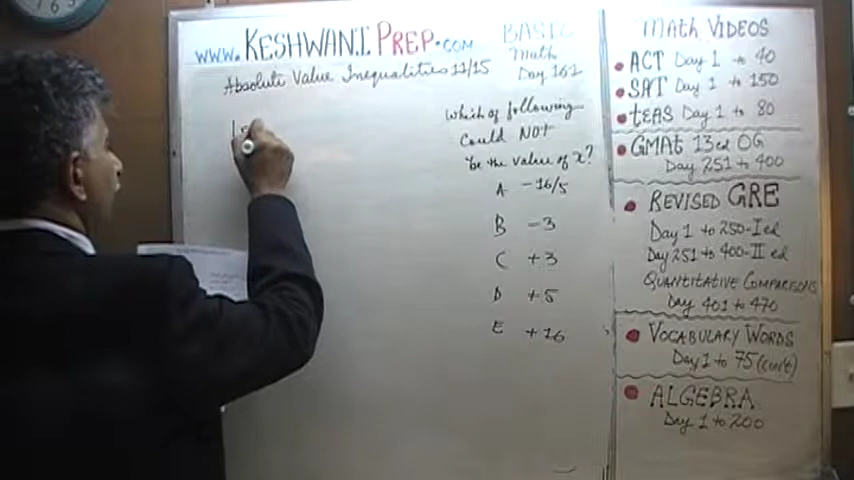 www.KESHWANI PREP.COM
Absolute Value Inequalities 11/15
BASIC
Math
Day 161
Which of following
Could NOT
be the value of x?
A -16/5
B -3
C +3
D +5
E +16
MATH VIDEOS
ACT Day 1 to 40
SAT Day 1 to 150
tEAS Day 1 to 80
GMAt 13ed OG
Day 251 to 400
REVISED GRE
Day 1 to 250-I ed
Day 251 to 400-II ed
QUANTITATIVE COMPARISONS
Day 401 to 470
VOCABULARY WORDS
Day 1 to 75
ALGEBRA
Day 1 to 200